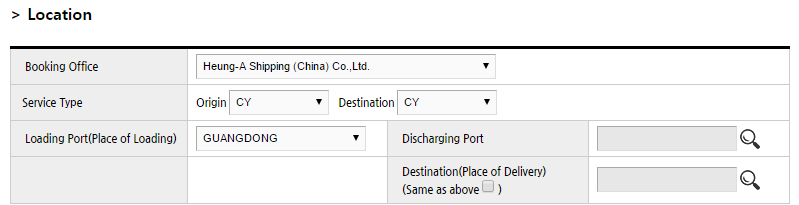 > Location
Booking Office Heung-A Shipping (China) Co.,Ltd.
Service Type Origin CY Destination CY
Loading Port(Place of Loading) GUANGDONG Discharging Port
Destination(Place of Delivery)
(Same as above )